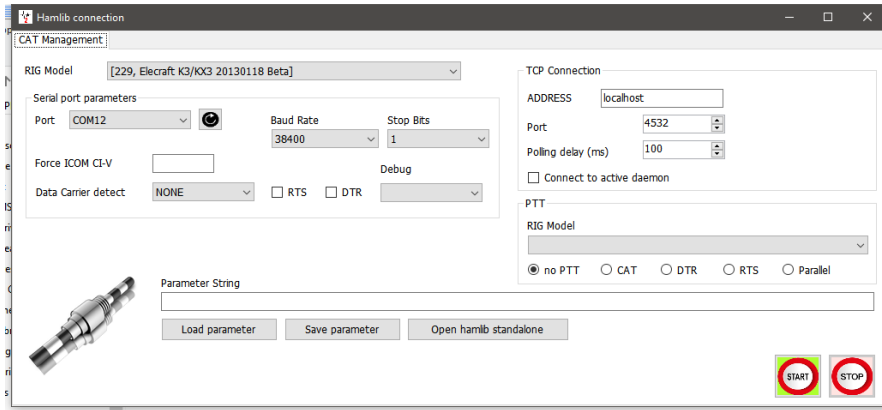 Hamlib connection
CAT Management
RIG Model [229, Elecraft K3/KX3 20130118 Beta]
Serial port parameters
Port COM12
Baud Rate
38400
Stop Bits
1
Force ICOM CI-V
Debug
Data Carrier detect NONE RTS DTR
TCP Connection
ADDRESS localhost
Port 4532
Polling delay (ms) 100
Connect to active daemon
PTT
RIG Model
no PTT CAT DTR RTS Parallel
Parameter String
Load parameter Save parameter Open hamlib standalone
START STOP